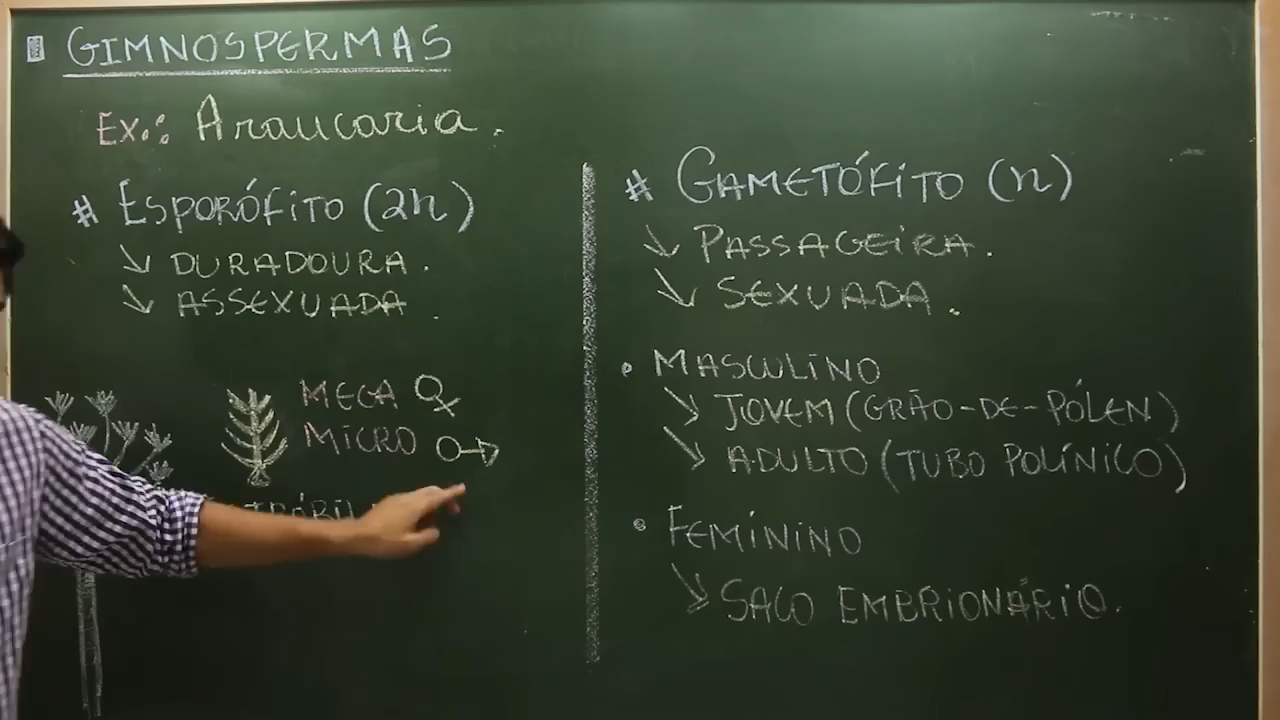 GIMNOSPERMAS
Ex.: Araucaria.
# ESPORÓFITO (2n)
↘ DURADOURA.
↘ ASSEXUADA.
MEGA ♀
MICRO ♂
# GAMETÓFITO (n)
↘ PASSAGEIRA.
↘ SEXUADA.
• MASCULINO
↘ JOVEM (GRÃO-DE-PÓLEN)
↘ ADULTO (TUBO POLÍNICO)
• FEMININO
↘ SACO EMBRIONÁRIO.